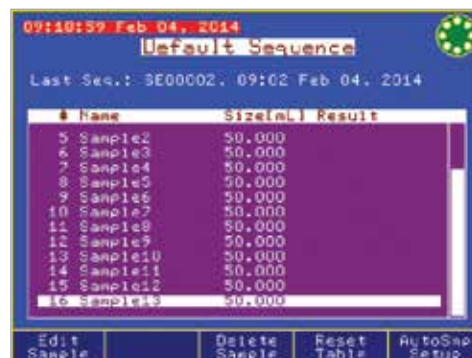 09:18:59 Feb 04, 2014
Default Sequence
Last Seq.: SE00002. 09:02 Feb 04. 2014
# Name Size[mL] Result
5 Sample2 50.000
6 Sample3 50.000
7 Sample4 50.000
8 Sample5 50.000
9 Sample6 50.000
10 Sample7 50.000
11 Sample8 50.000
12 Sample9 50.000
13 Sample10 50.000
14 Sample11 50.000
15 Sample12 50.000
16 Sample13 50.000
Edit Delete Reset AutoSmp
Sample Sample Table Setup